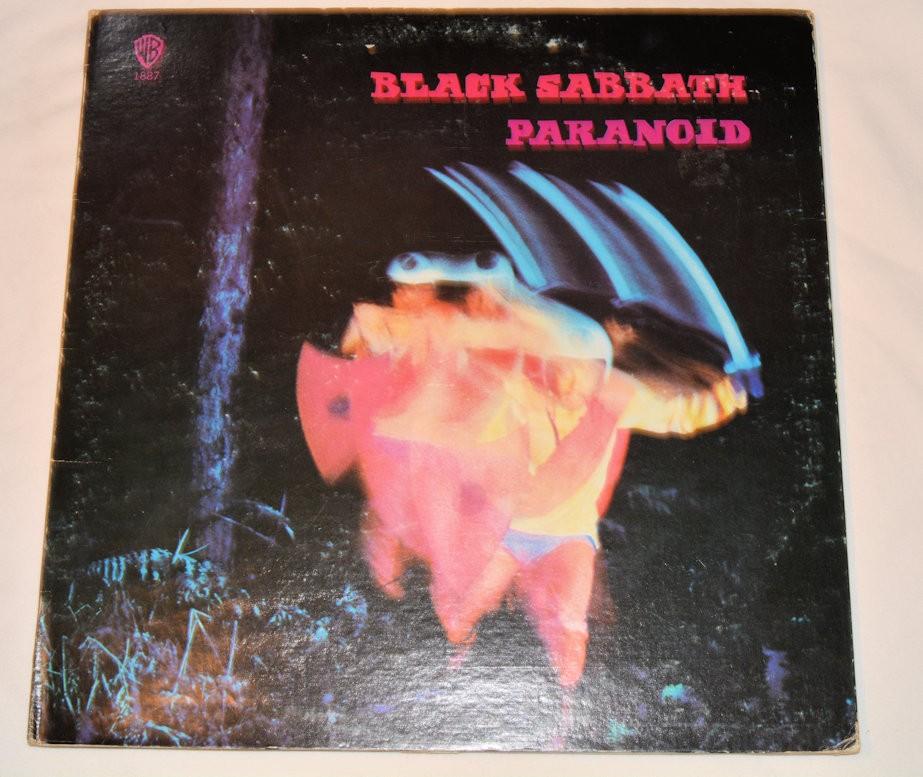 WB
1887
BLACK SABBATH
PARANOID